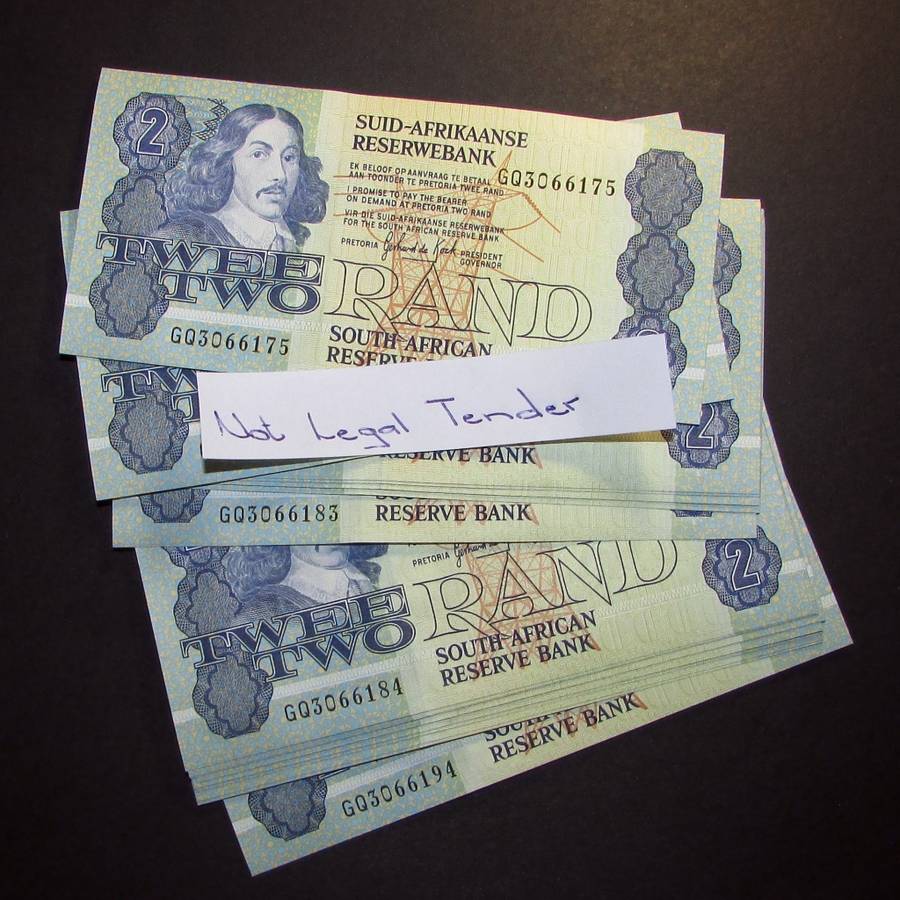 2
SUID-AFRIKAANSE
RESERWEBANK
EK BELOOF OP AANVRAAG TE BETAAL
AAN TOONDER TE PRETORIA TWEE RAND
GQ3066175
I PROMISE TO PAY THE BEARER
ON DEMAND AT PRETORIA TWO RAND
VIR DIE SUID-AFRIKAANSE RESERWEBANK
FOR THE SOUTH AFRICAN RESERVE BANK
PRETORIA Gerhard de Kock PRESIDENT
GOVERNOR
TWEE
TWO
RAND
GQ3066175
SOUTH AFRICAN
RESERVE
Not Legal Tender
2
RESERVE BANK
GQ3066183
RESERVE BANK
PRETORIA
2
TWEE
TWO
RAND
SOUTH AFRICAN
RESERVE BANK
GQ3066184
RESERVE BANK
GQ3066194